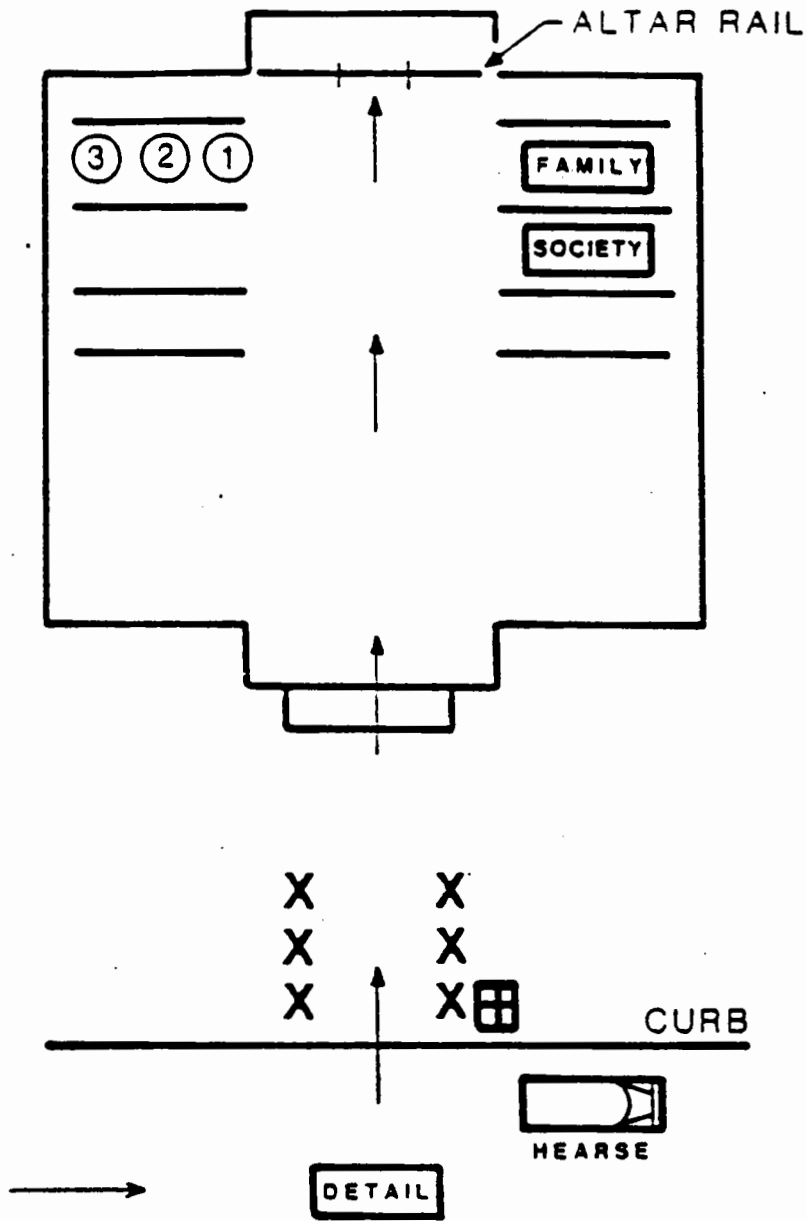 ALTAR RAIL
3 2 1
FAMILY
SOCIETY
X X
X X
X X
CURB
HEARSE
DETAIL